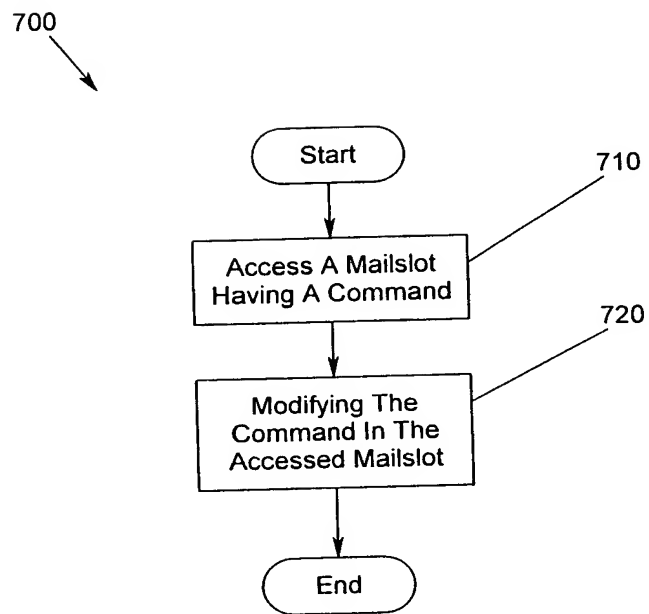 700
Start
710
Access A Mailslot
Having A Command
720
Modifying The
Command In The
Accessed Mailslot
End